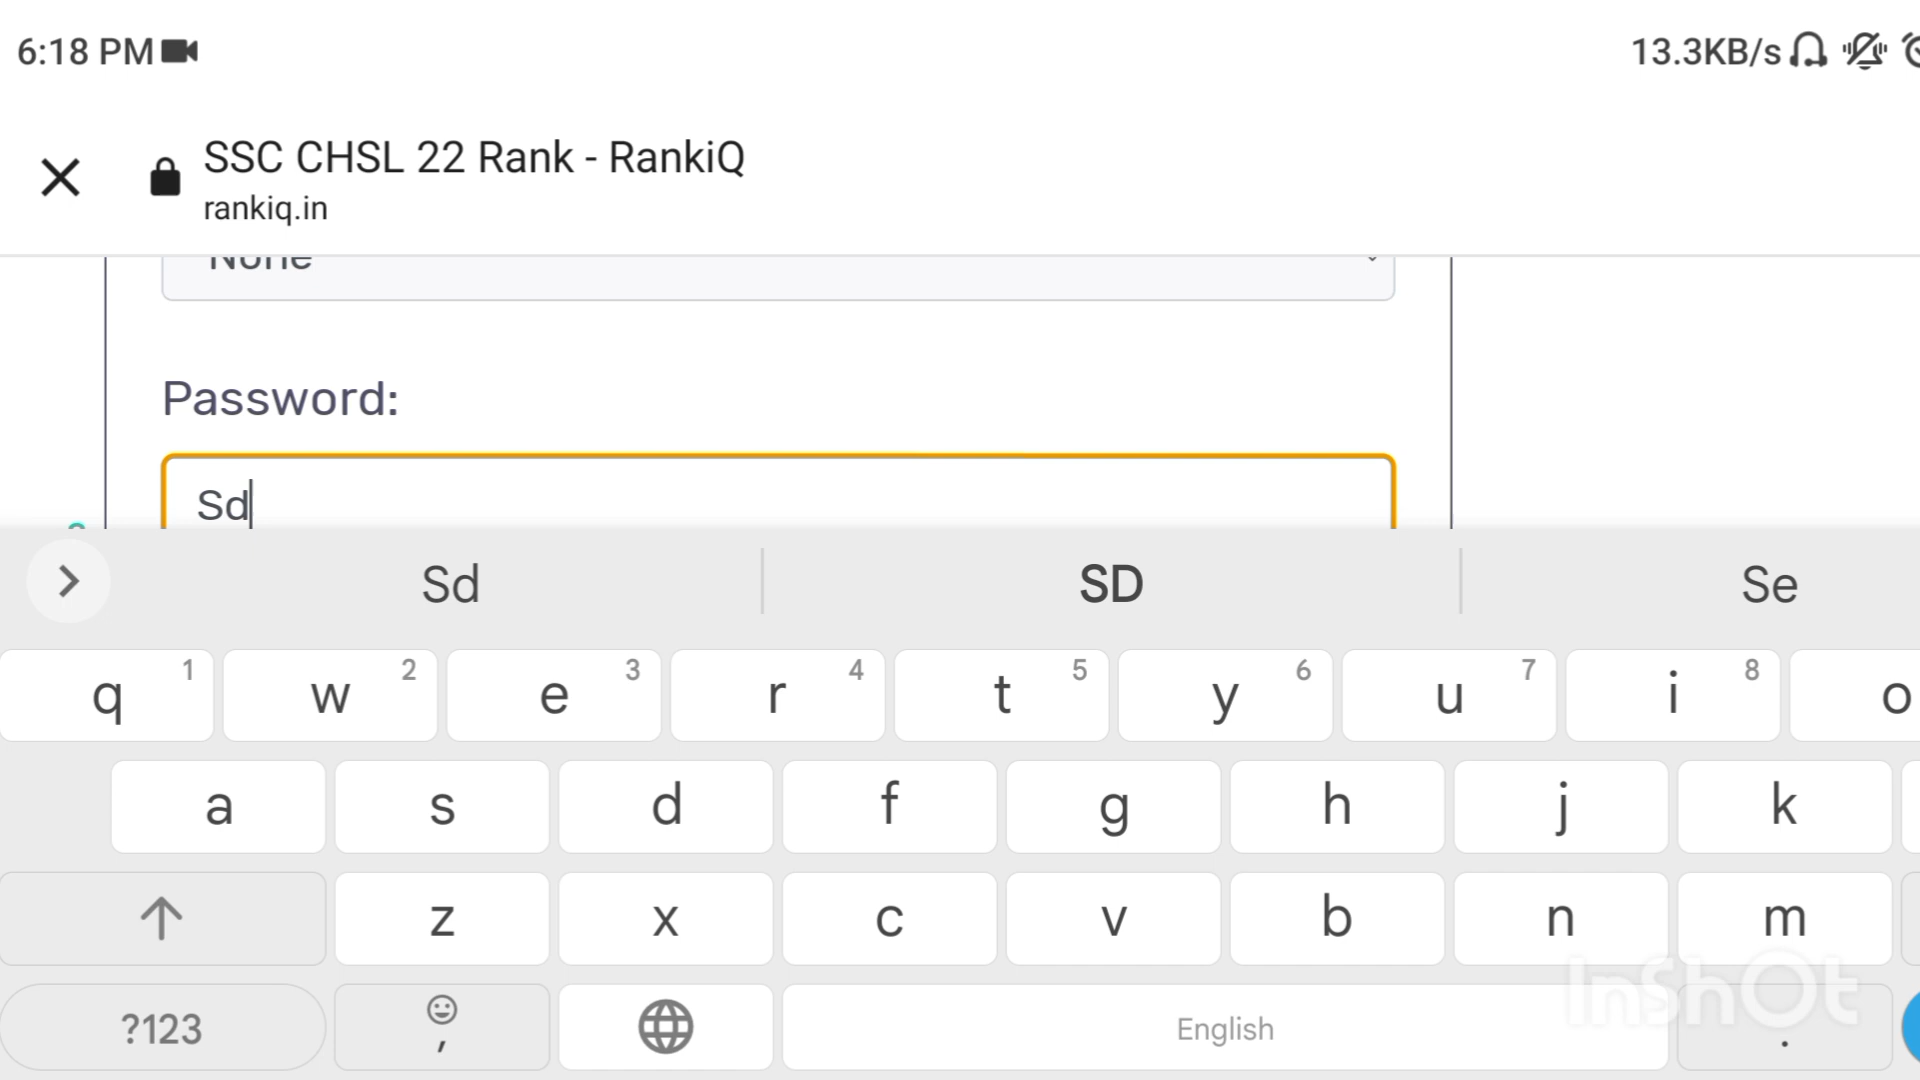 6:18 PM
13.3KB/s
SSC CHSL 22 Rank - RankiQ
rankiq.in
None
Password:
Sd
Sd SD Se
q 1 w 2 e 3 r 4 t 5 y 6 u 7 i 8 o
a s d f g h j k
z x c v b n m
?123 , English .
InShOt